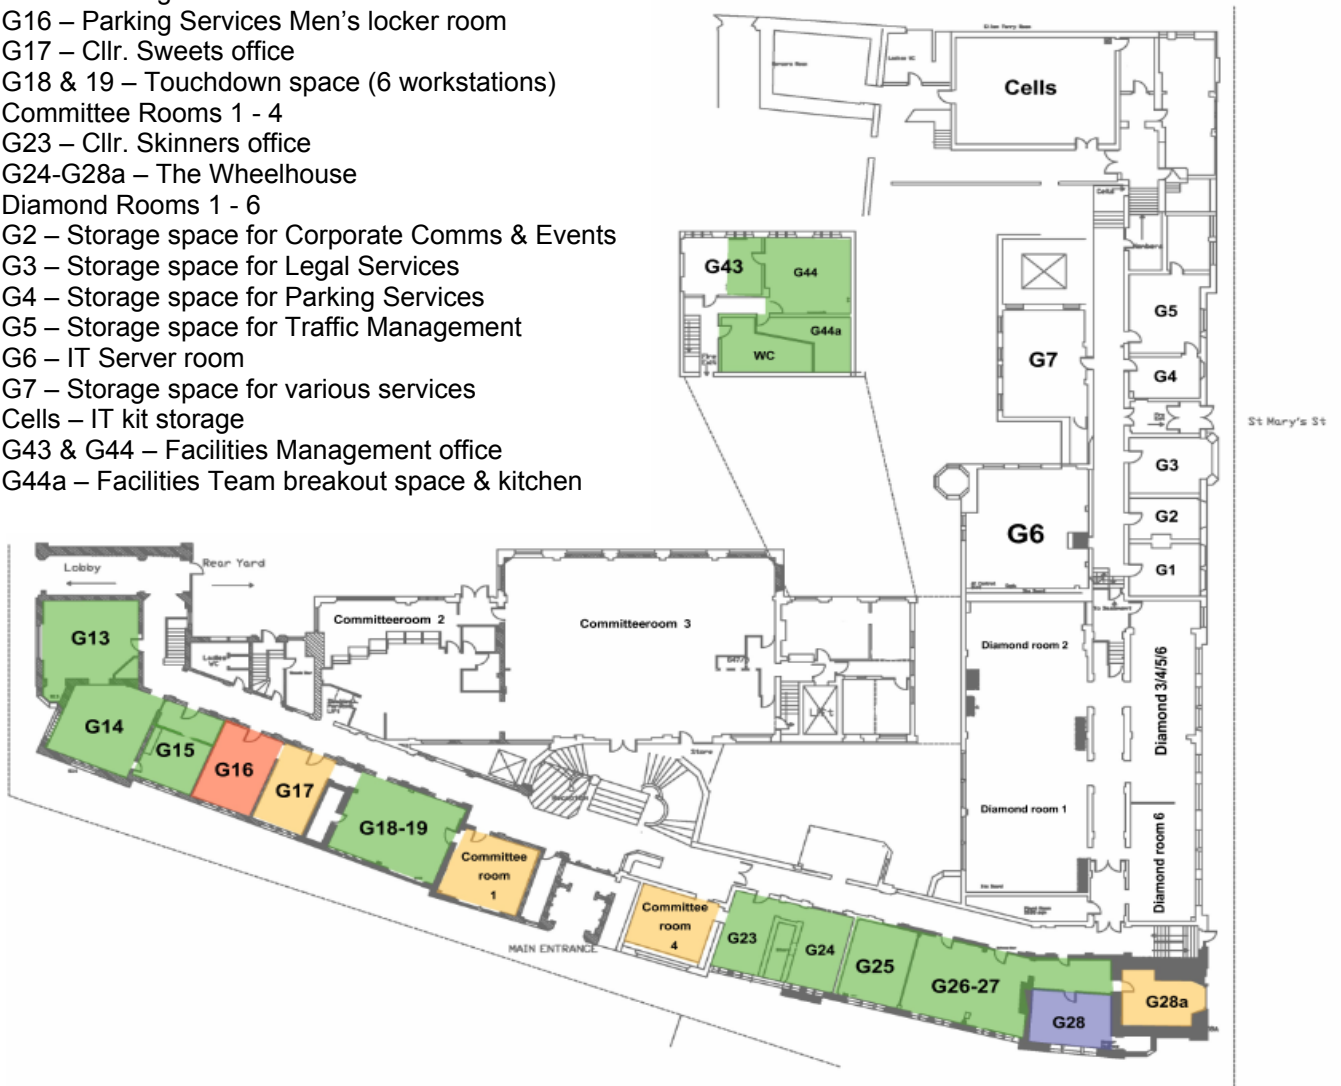 G16 – Parking Services Men’s locker room
G17 – Cllr. Sweets office
G18 & 19 – Touchdown space (6 workstations)
Committee Rooms 1 - 4
G23 – Cllr. Skinners office
G24-G28a – The Wheelhouse
Diamond Rooms 1 - 6
G2 – Storage space for Corporate Comms & Events
G3 – Storage space for Legal Services
G4 – Storage space for Parking Services
G5 – Storage space for Traffic Management
G6 – IT Server room
G7 – Storage space for various services
Cells – IT kit storage
G43 & G44 – Facilities Management office
G44a – Facilities Team breakout space & kitchen
Cells
G43
G44
G44a
WC
G5
G7
G4
St Mary's St
G3
G2
G6
G1
Lobby
Rear Yard
Committeeroom 2
Committeeroom 3
G13
Ladies
WC
Diamond room 2
Diamond 3/4/5/6
Lift
G14
G15
G16
G17
Store
G18-19
Diamond room 1
Diamond room 6
Committee
room
1
Committee
room
4
MAIN ENTRANCE
G23
G24
G25
G26-27
G28
G28a